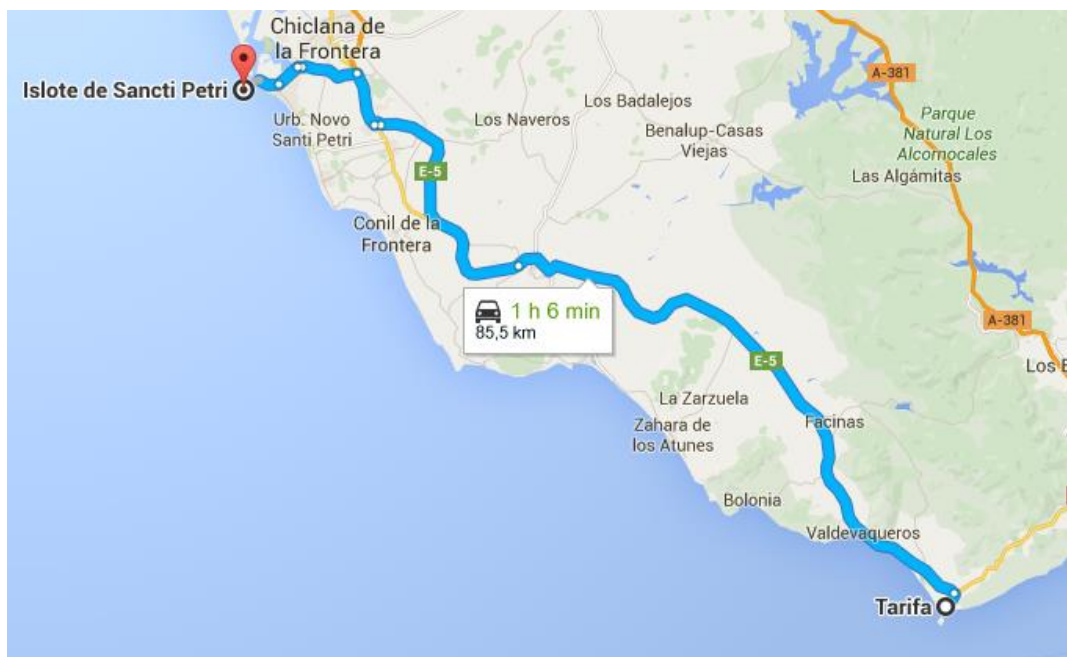 Chiclana de
la Frontera
Islote de Sancti Petri
A-381
Los Badalejos
Urb. Novo
Santi Petri
Los Naveros
Benalup-Casas
Viejas
Parque
Natural Los
Alcornocales
Las Algámitas
E-5
Conil de la
Frontera
1 h 6 min
85,5 km
A-381
E-5
Los
La Zarzuela
Zahara de
los Atunes
Facinas
Bolonia
Valdevaqueros
Tarifa